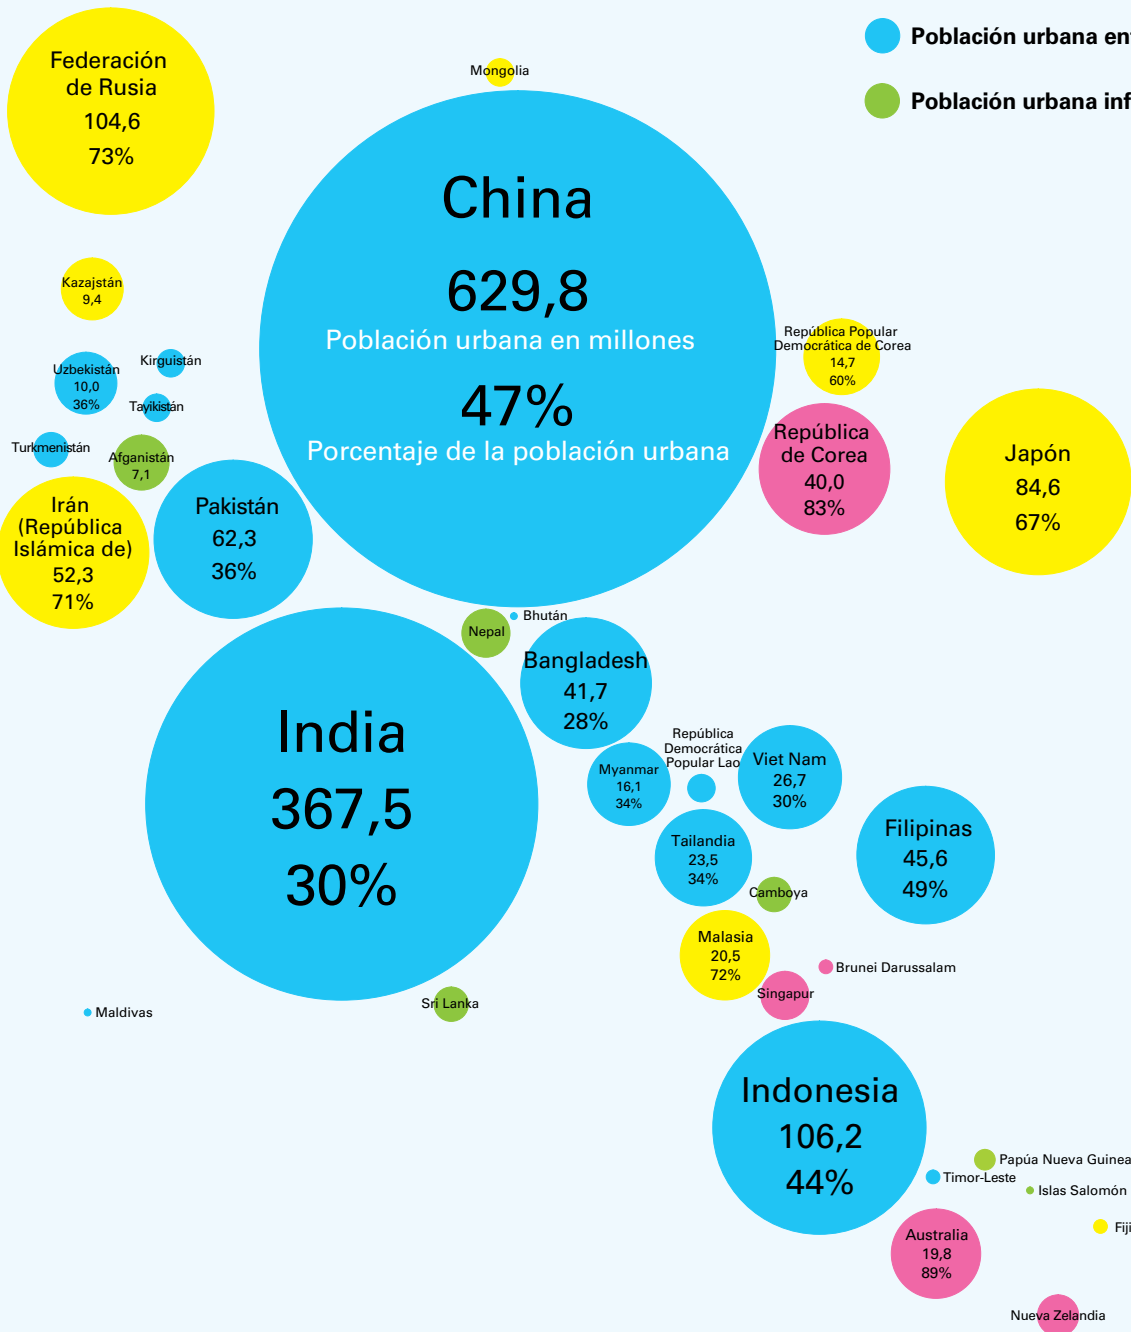 Población urbana
Población urbana
Federación
de Rusia
104,6
73%
Mongolia
China
629,8
Población urbana en millones
47%
Porcentaje de la población urbana
Kazajstán
9,4
Uzbekistán
10,0
36%
Kirguistán
Tayikistán
Turkmenistán
Afganistán
7,1
República Popular
Democrática de Corea
14,7
60%
República
de Corea
40,0
83%
Japón
84,6
67%
Irán
(República
Islámica de)
52,3
71%
Pakistán
62,3
36%
Nepal
Bhután
Bangladesh
41,7
28%
India
367,5
30%
Myanmar
16,1
34%
República
Democrática
Popular Lao
Viet Nam
26,7
30%
Tailandia
23,5
34%
Filipinas
45,6
49%
Camboya
Malasia
20,5
72%
Brunei Darussalam
Singapur
Maldivas
Sri Lanka
Indonesia
106,2
44%
Papúa Nueva Guinea
Timor-Leste
Islas Salomón
Fiji
Australia
19,8
89%
Nueva Zelandia